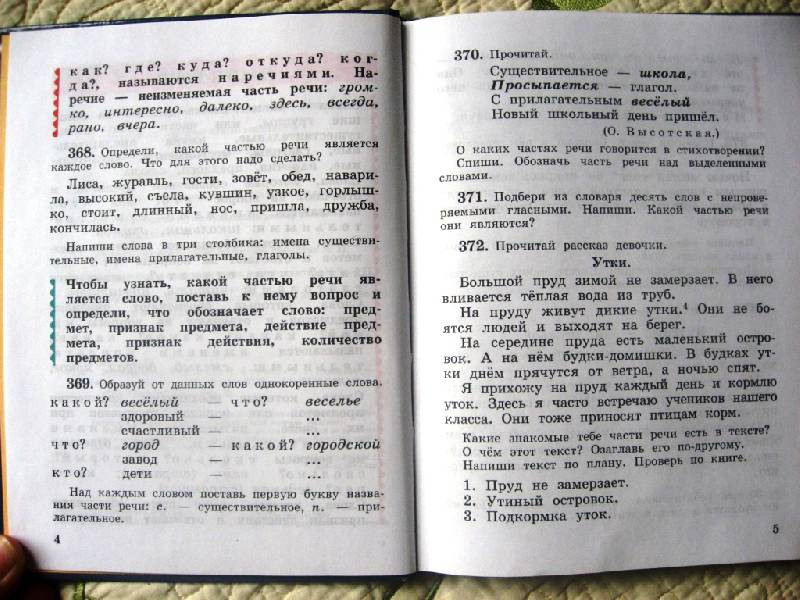 как? где? куда? откуда? ког-
да?, называются наречиями. На-
речие — неизменяемая часть речи: гром-
ко, интересно, далеко, здесь, всегда,
рано, вчера.
368. Определи, какой частью речи является
каждое слово. Что для этого надо сделать?
Лиса, журавль, гости, зовёт, обед, навари-
ла, высокий, съела, кувшин, узкое, горлыш-
ко, стоит, длинный, нос, пришла, дружба,
кончилась.
Напиши слова в три столбика: имена существи-
тельные, имена прилагательные, глаголы.
Чтобы узнать, какой частью речи яв-
ляется слово, поставь к нему вопрос и
определи, что обозначает слово: пред-
мет, признак предмета, действие пред-
мета, признак действия, количество
предметов.
369. Образуй от данных слов однокоренные слова.
какой? весёлый — что? веселье
здоровый — ...
счастливый — ...
что? город — какой? городской
завод — ...
кто? дети — ...
Над каждым словом поставь первую букву назва-
ния части речи: с. — существительное, п. — при-
лагательное.
4
370. Прочитай.
Существительное — школа,
Просыпается — глагол.
С прилагательным весёлый
Новый школьный день пришёл.
(О. Высотская.)
О каких частях речи говорится в стихотворении?
Спиши. Обозначь части речи над выделенными
словами.
371. Подбери из словаря десять слов с непрове-
ряемыми гласными. Напиши. Какой частью речи
они являются?
372. Прочитай рассказ девочки.
Утки.
Большой пруд зимой не замерзает. В него
вливается тёплая вода из труб.
На пруду живут дикие утки.⁴ Они не бо-
ятся людей и выходят на берег.
На середине пруда есть маленький остро-
вок. А на нём будки-домишки. В будках ут-
ки днём прячутся от ветра, а ночью спят.
Я прихожу на пруд каждый день и кормлю
уток. Здесь я часто встречаю учеников нашего
класса. Они тоже приносят птицам корм.
Какие знакомые тебе части речи есть в тексте?
О чём этот текст? Озаглавь его по-другому.
Напиши текст по плану. Проверь по книге.
1. Пруд не замерзает.
2. Утиный островок.
3. Подкормка уток.
5